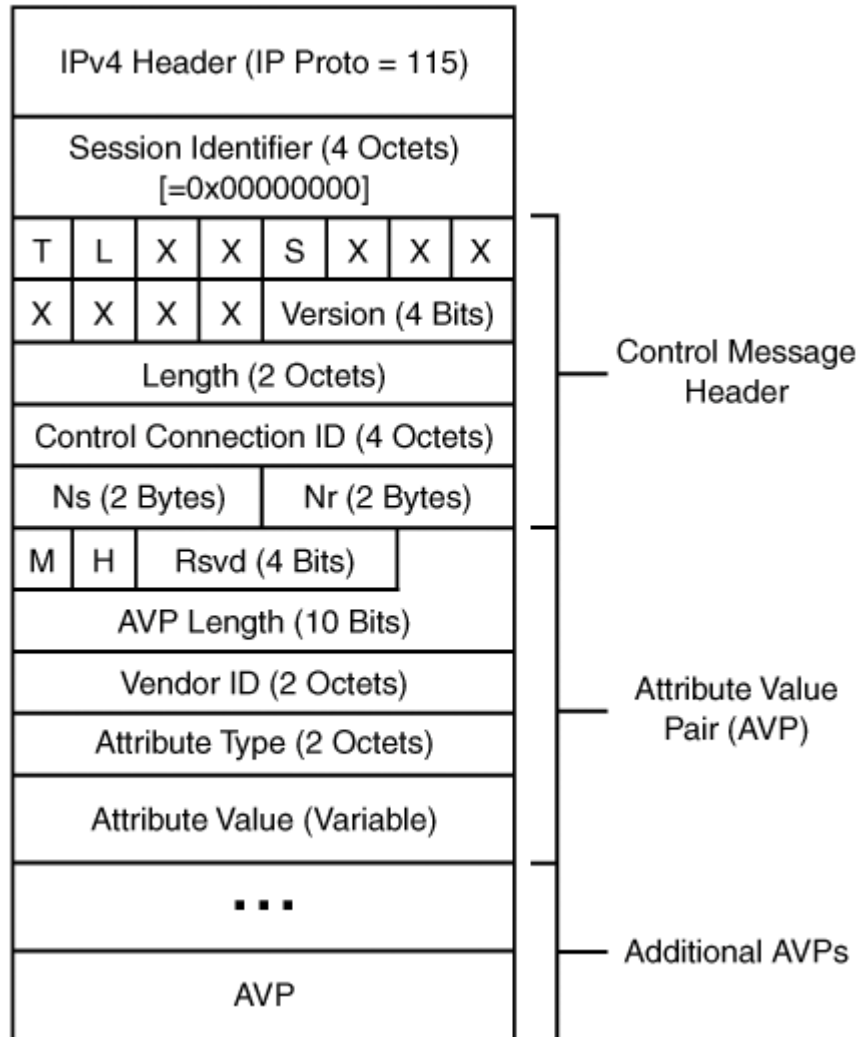 IPv4 Header (IP Proto = 115)
Session Identifier (4 Octets)
[=0x00000000]
T L X X S X X X
X X X X Version (4 Bits)
Length (2 Octets)
Control Connection ID (4 Octets)
Ns (2 Bytes) Nr (2 Bytes)
Control Message
Header
M H Rsvd (4 Bits)
AVP Length (10 Bits)
Vendor ID (2 Octets)
Attribute Type (2 Octets)
Attribute Value (Variable)
Attribute Value
Pair (AVP)
...
AVP
Additional AVPs